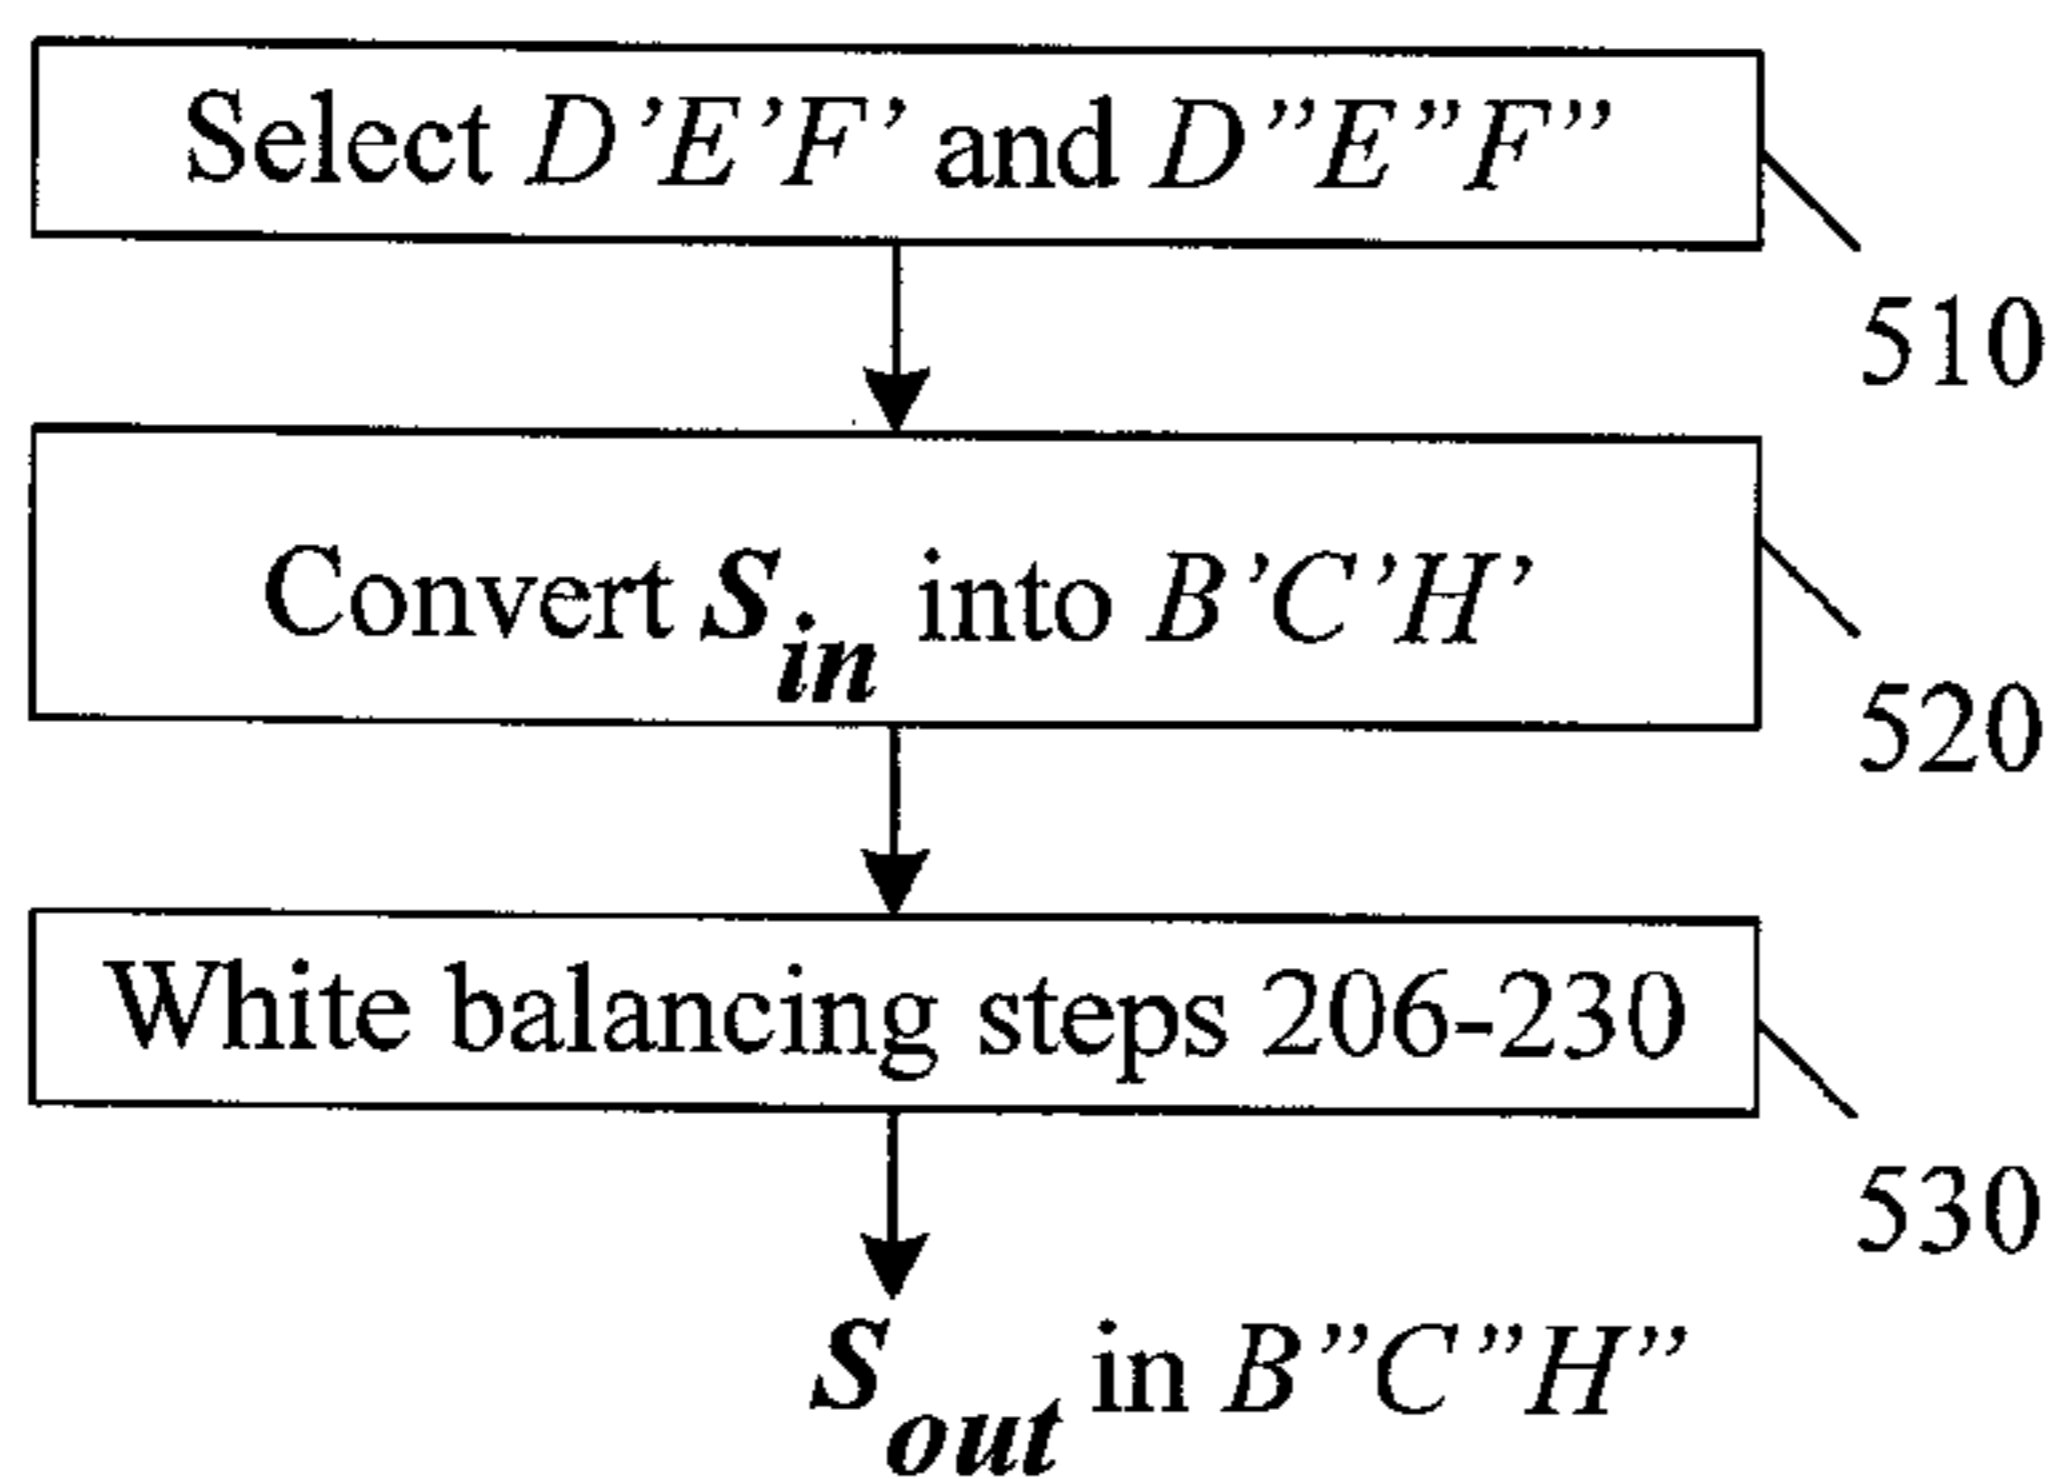 Select D’E’F’ and D”E”F”
510
Convert S_in into B’C’H’
520
White balancing steps 206-230
530
S_out in B”C”H”